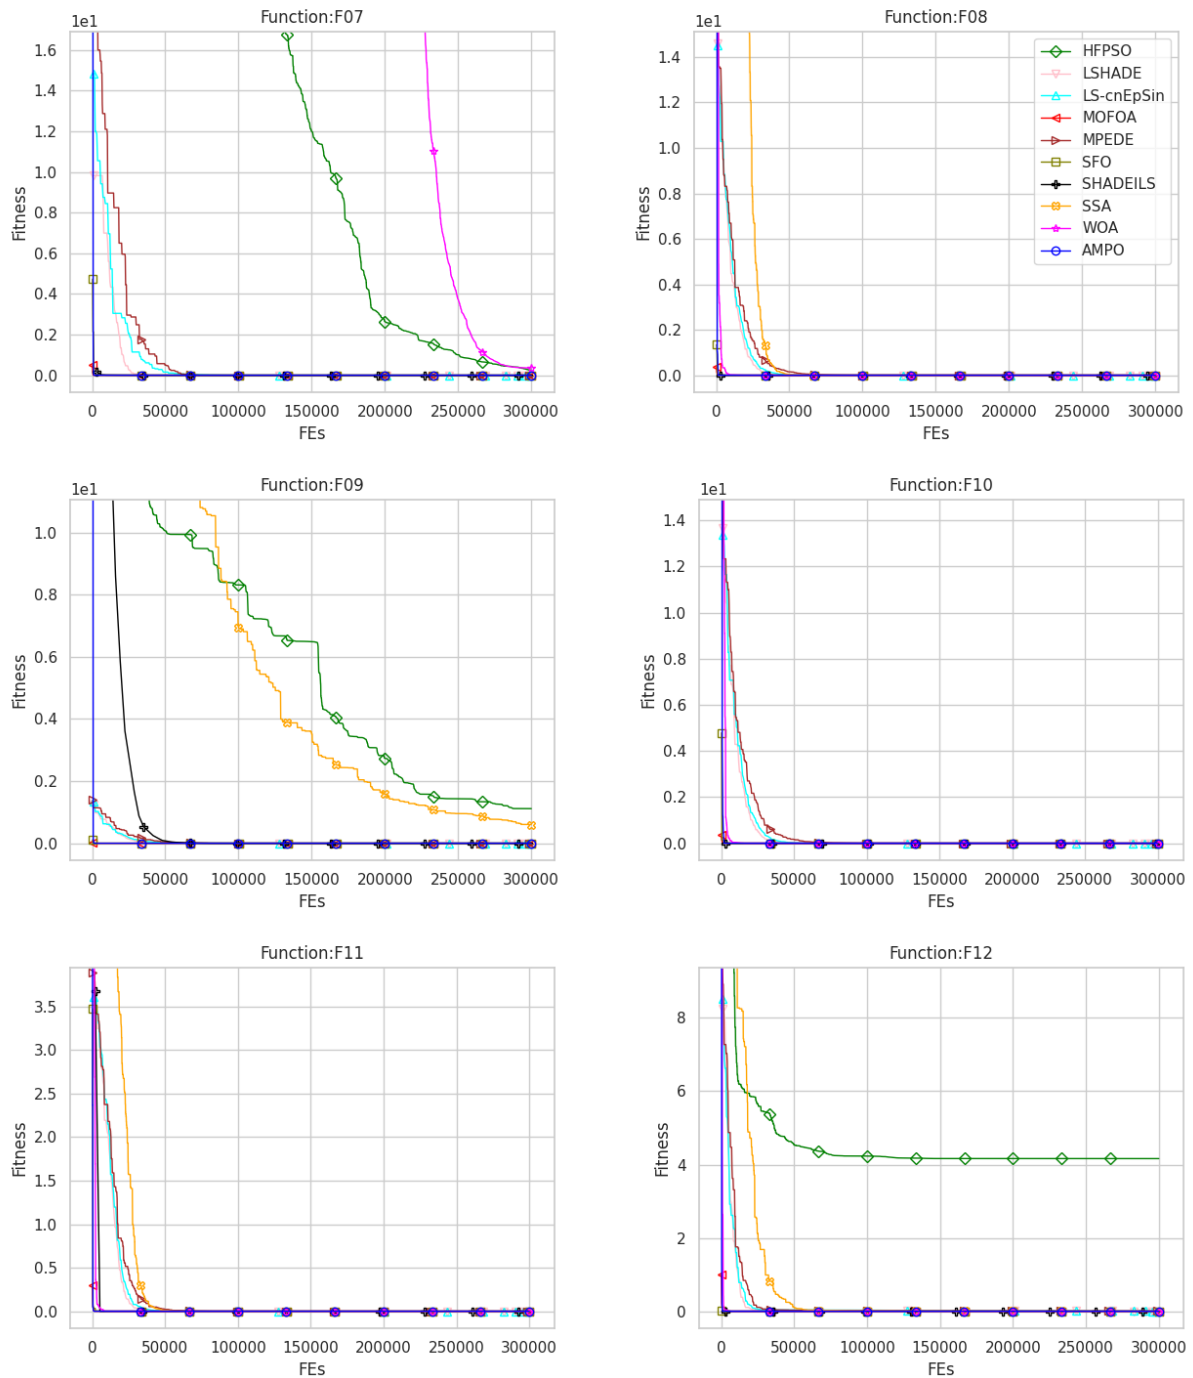 Function:F07
1e1
1.6
1.4
1.2
1.0
0.8
0.6
0.4
0.2
0.0
Fitness
0 50000 100000 150000 200000 250000 300000
FEs
Function:F08
1e1
1.4
1.2
1.0
0.8
0.6
0.4
0.2
0.0
Fitness
HFPSO
LSHADE
LS-cnEpSin
MOFOA
MPEDE
SFO
SHADEILS
SSA
WOA
AMPO
0 50000 100000 150000 200000 250000 300000
FEs
Function:F09
1e1
1.0
0.8
0.6
0.4
0.2
0.0
Fitness
0 50000 100000 150000 200000 250000 300000
FEs
Function:F10
1e1
1.4
1.2
1.0
0.8
0.6
0.4
0.2
0.0
Fitness
0 50000 100000 150000 200000 250000 300000
FEs
Function:F11
3.5
3.0
2.5
2.0
1.5
1.0
0.5
0.0
Fitness
0 50000 100000 150000 200000 250000 300000
FEs
Function:F12
8
6
4
2
0
Fitness
0 50000 100000 150000 200000 250000 300000
FEs